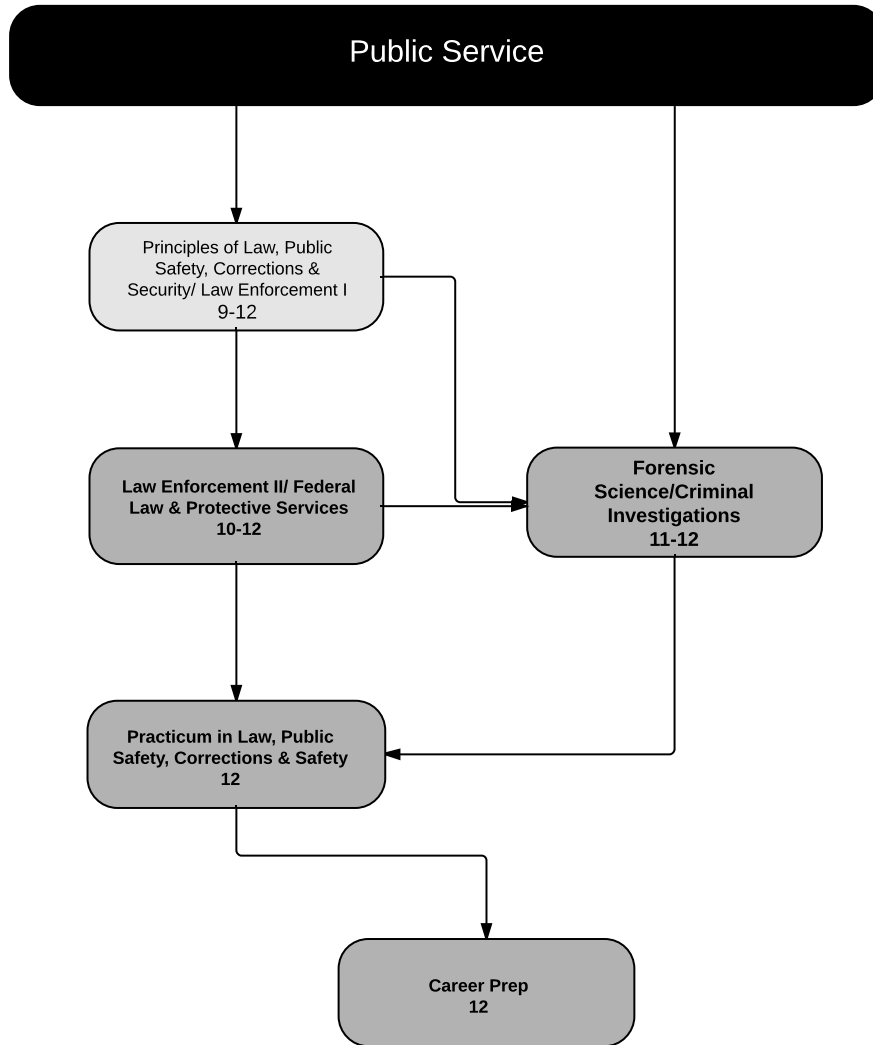 Public Service
Principles of Law, Public
Safety, Corrections &
Security/ Law Enforcement I
9-12
Law Enforcement II/ Federal
Law & Protective Services
10-12
Forensic
Science/Criminal
Investigations
11-12
Practicum in Law, Public
Safety, Corrections & Safety
12
Career Prep
12